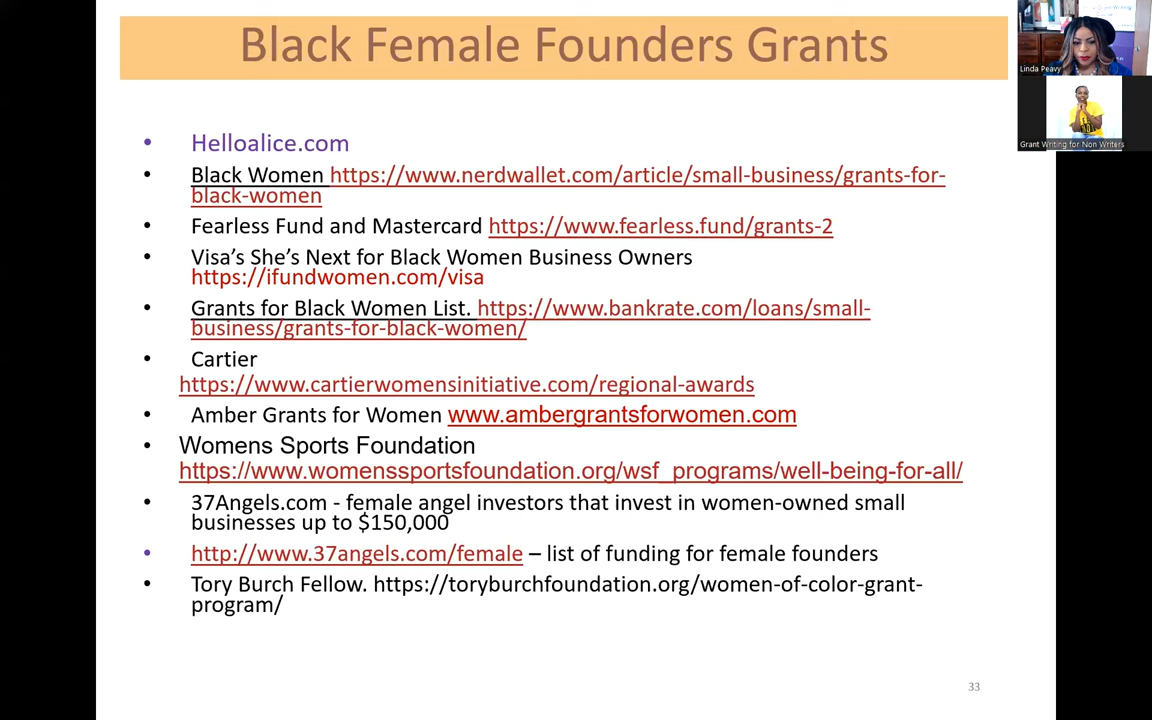 Black Female Founders Grants
Linda Peavy
Grant Writing for Non Writers
• Helloalice.com
• Black Women https://www.nerdwallet.com/article/small-business/grants-for-
black-women
• Fearless Fund and Mastercard https://www.fearless.fund/grants-2
• Visa’s She’s Next for Black Women Business Owners
https://ifundwomen.com/visa
• Grants for Black Women List. https://www.bankrate.com/loans/small-
business/grants-for-black-women/
• Cartier
https://www.cartierwomensinitiative.com/regional-awards
• Amber Grants for Women www.ambergrantsforwomen.com
• Womens Sports Foundation
https://www.womenssportsfoundation.org/wsf_programs/well-being-for-all/
• 37Angels.com - female angel investors that invest in women-owned small
businesses up to $150,000
• http://www.37angels.com/female – list of funding for female founders
• Tory Burch Fellow. https://toryburchfoundation.org/women-of-color-grant-
program/
33